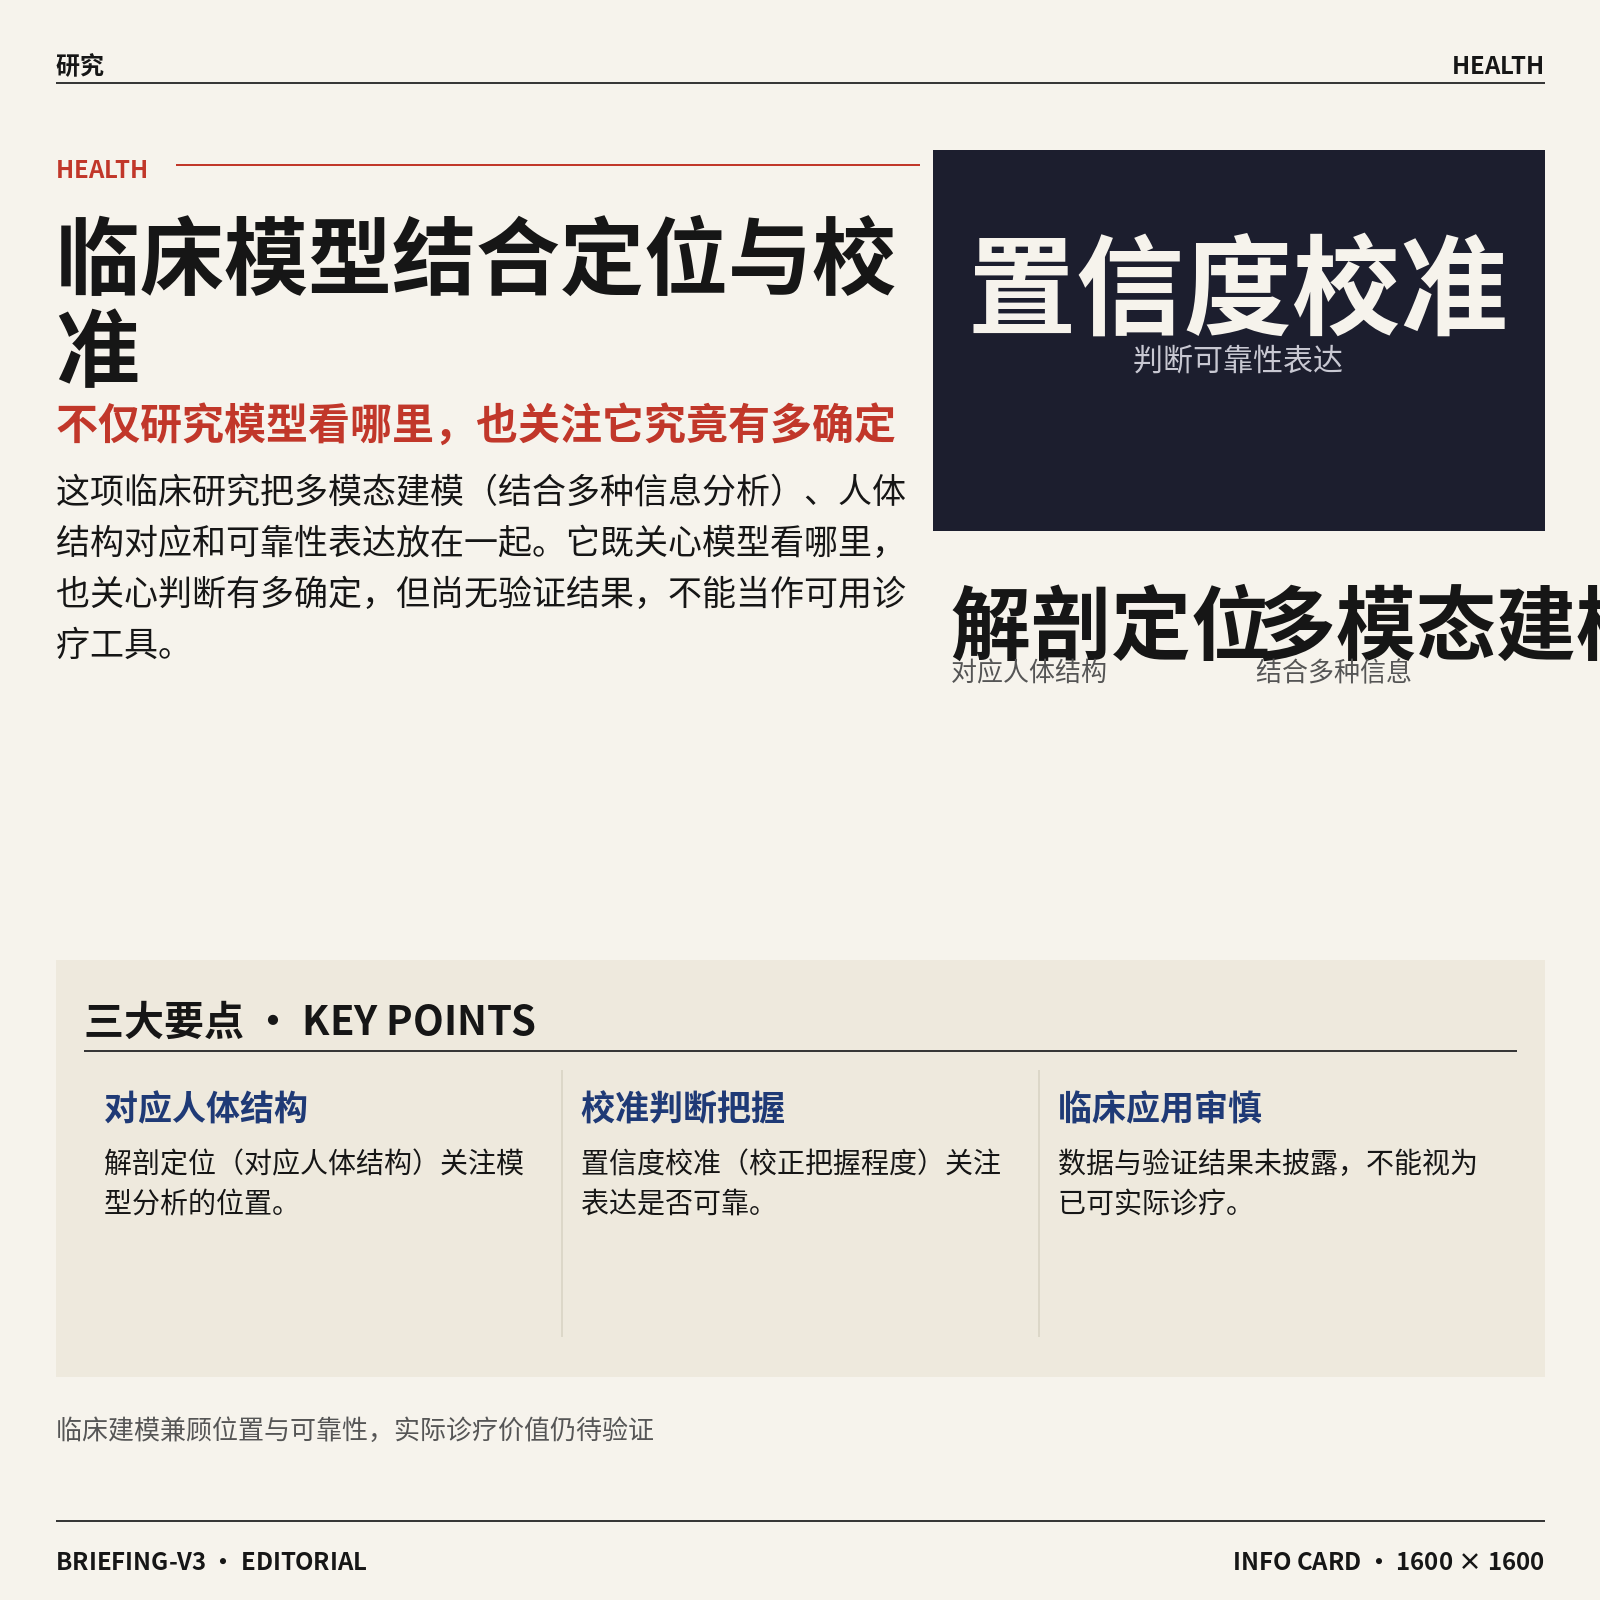 研究
HEALTH
HEALTH
临床模型结合定位与校
准
不仅研究模型看哪里，也关注它究竟有多确定
这项临床研究把多模态建模（结合多种信息分析）、人体
结构对应和可靠性表达放在一起。它既关心模型看哪里，
也关心判断有多确定，但尚无验证结果，不能当作可用诊
疗工具。
置信度校准
判断可靠性表达
解剖定位
对应人体结构
多模态建
结合多种信息
三大要点 · KEY POINTS
对应人体结构
解剖定位（对应人体结构）关注模
型分析的位置。
校准判断把握
置信度校准（校正把握程度）关注
表达是否可靠。
临床应用审慎
数据与验证结果未披露，不能视为
已可实际诊疗。
临床建模兼顾位置与可靠性，实际诊疗价值仍待验证
BRIEFING-V3 · EDITORIAL
INFO CARD · 1600 × 1600